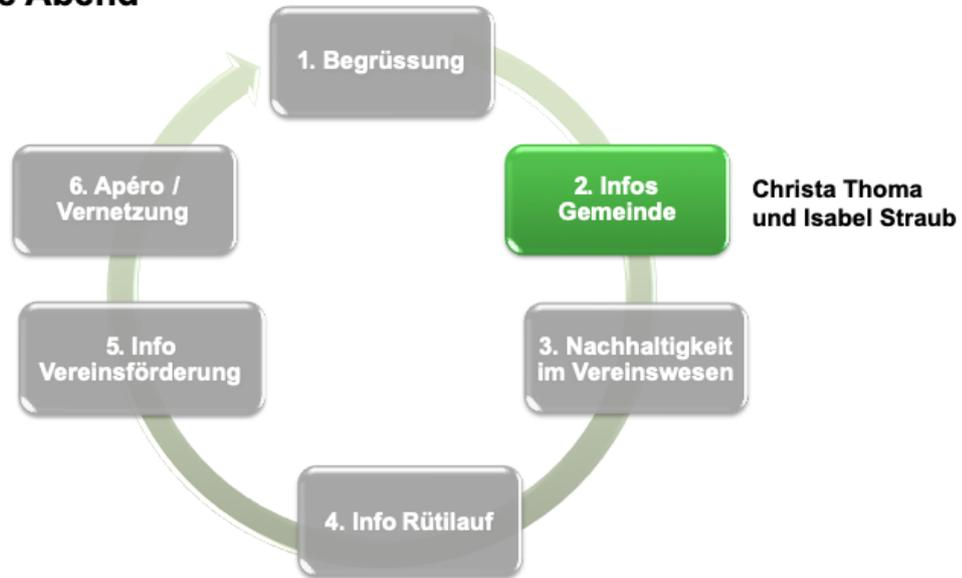 Abend
1. Begrüssung
2. Infos
Gemeinde
Christa Thoma
und Isabel Straub
3. Nachhaltigkeit
im Vereinswesen
4. Info Rütilauf
5. Info
Vereinsförderung
6. Apéro /
Vernetzung